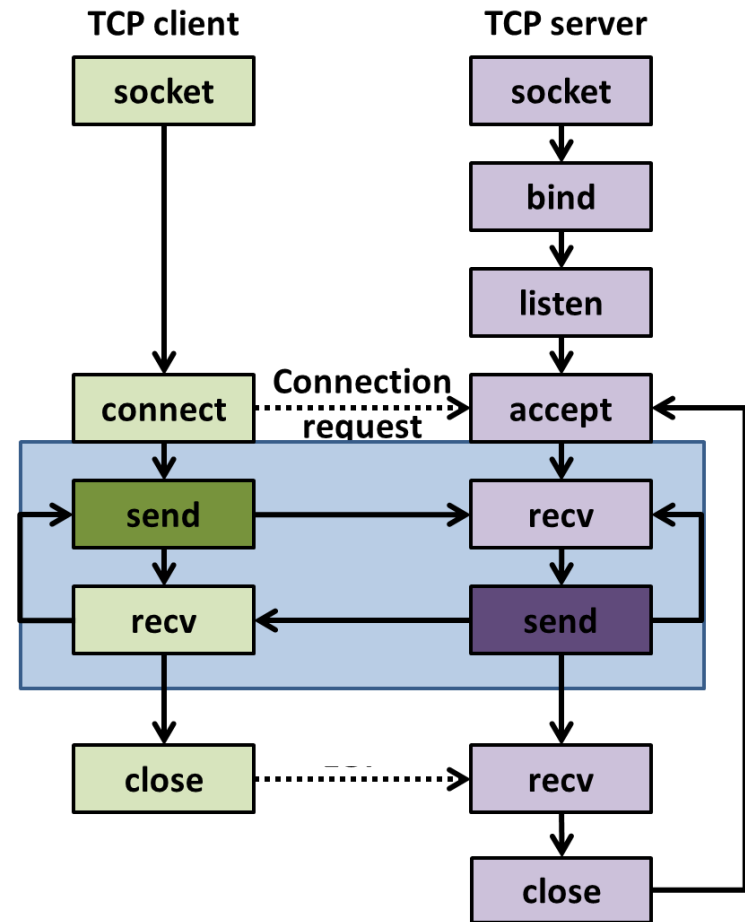 TCP client
TCP server
socket
socket
bind
listen
Connection
request
connect
accept
send
recv
recv
send
close
recv
close